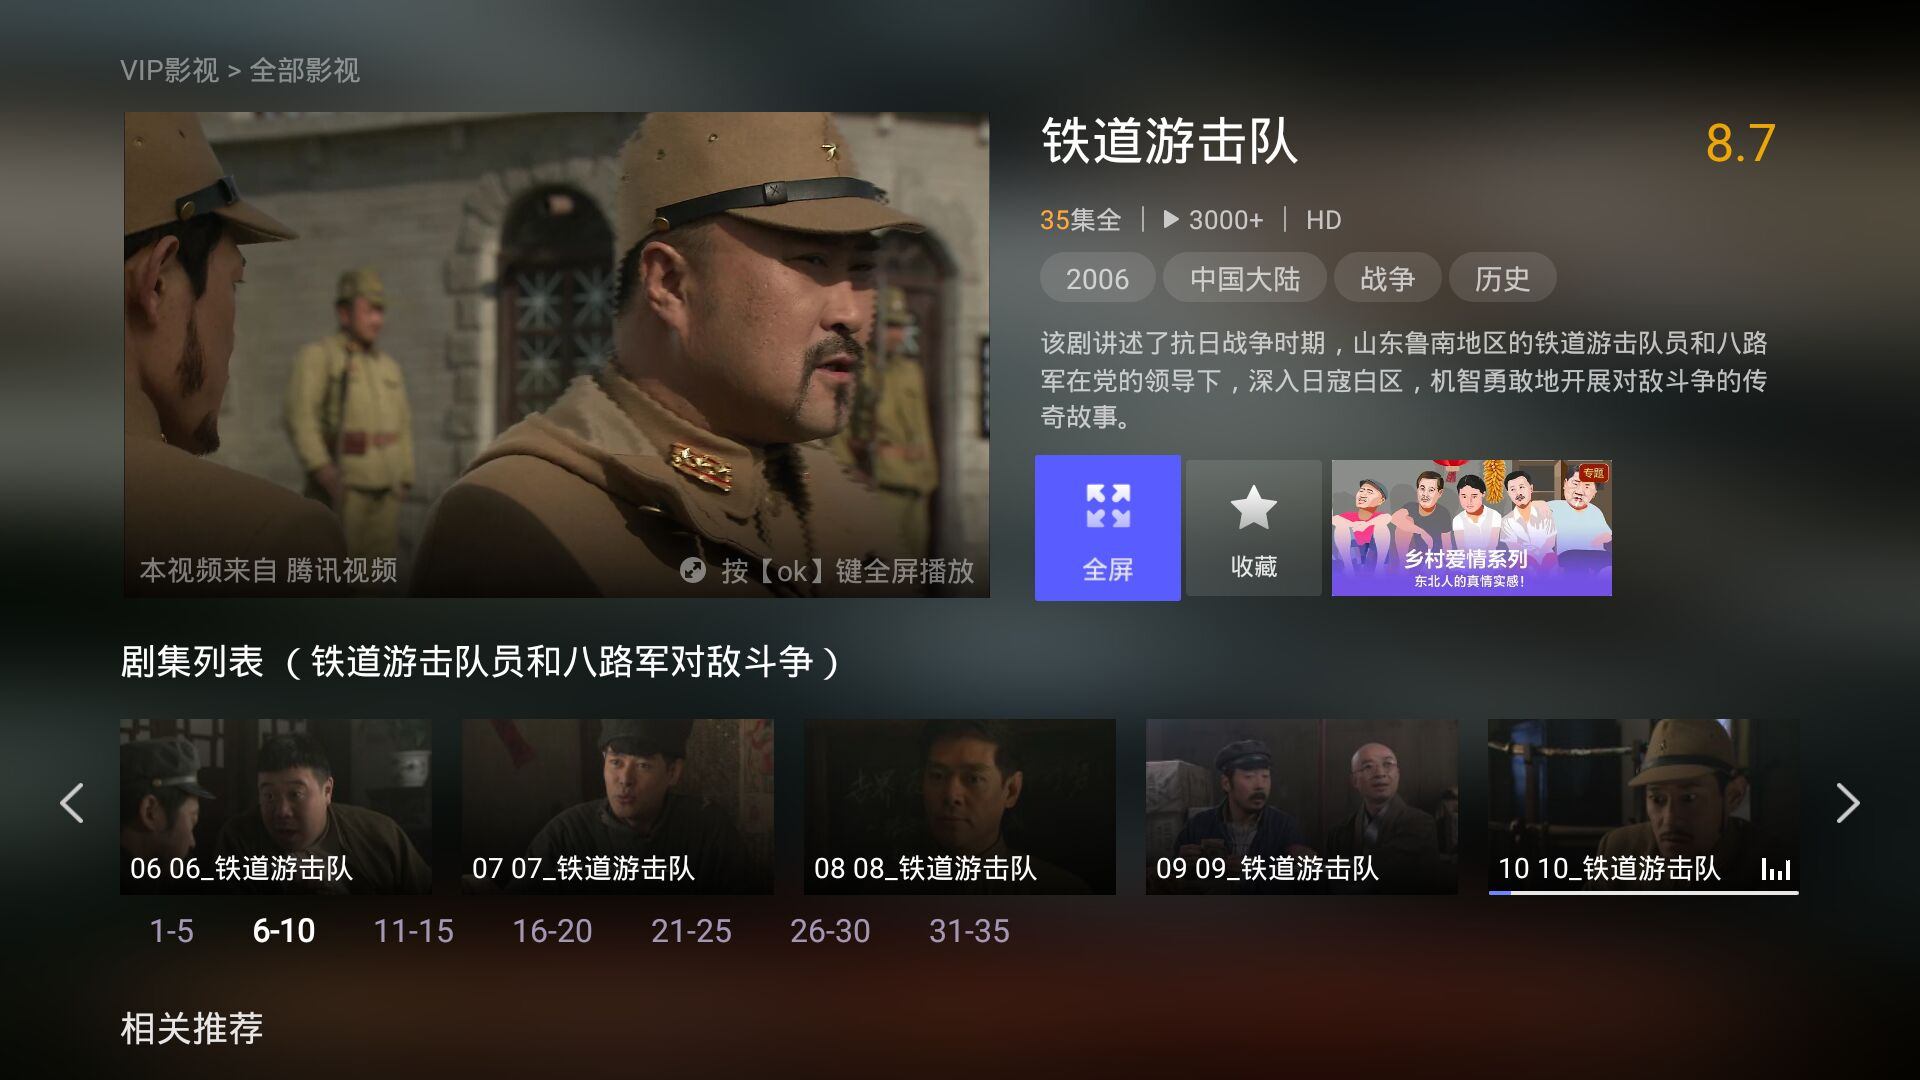 VIP影视 > 全部影视
铁道游击队
8.7
35集全 | 3000+ | HD
2006 中国大陆 战争 历史
该剧讲述了抗日战争时期，山东鲁南地区的铁道游击队员和八路
军在党的领导下，深入日寇白区，机智勇敢地开展对敌斗争的传
奇故事。
本视频来自 腾讯视频
按【ok】键全屏播放
全屏
收藏
专题
乡村爱情系列
东北人的真情实感！
剧集列表 （铁道游击队员和八路军对敌斗争）
06 06_铁道游击队
07 07_铁道游击队
08 08_铁道游击队
09 09_铁道游击队
10 10_铁道游击队
1-5 6-10 11-15 16-20 21-25 26-30 31-35
相关推荐